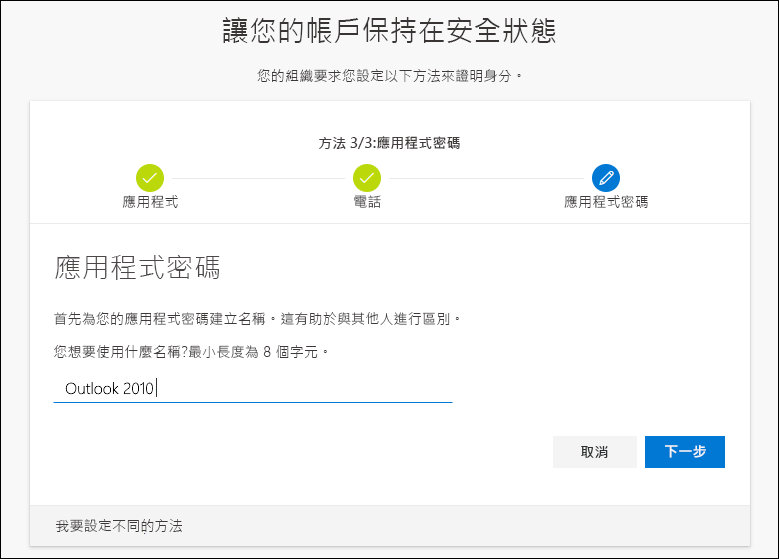 讓您的帳戶保持在安全狀態
您的組織要求您設定以下方法來證明身分。
方法 3/3:應用程式密碼
應用程式
電話
應用程式密碼
應用程式密碼
首先為您的應用程式密碼建立名稱。這有助於與其他人進行區別。
您想要使用什麼名稱?最小長度為 8 個字元。
Outlook 2010
取消
下一步
我要設定不同的方法